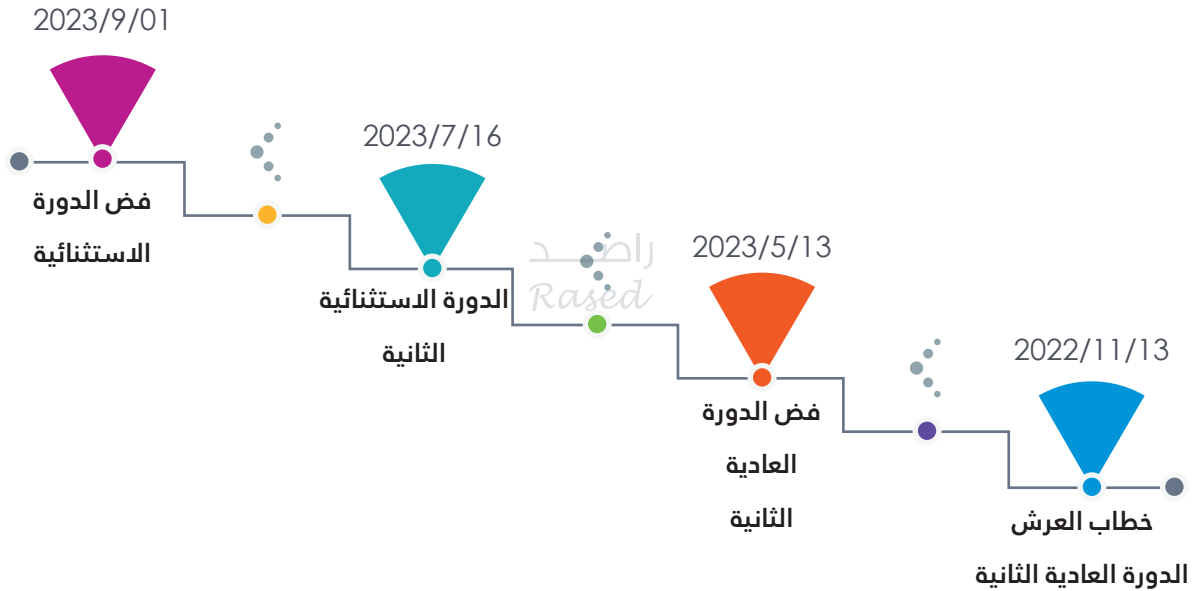 2022/11/13
خطاب العرش
الدورة العادية الثانية
2023/5/13
فض الدورة
العادية
الثانية
راصد
Rased
2023/7/16
الدورة الاستثنائية
الثانية
2023/9/01
فض الدورة
الاستثنائية